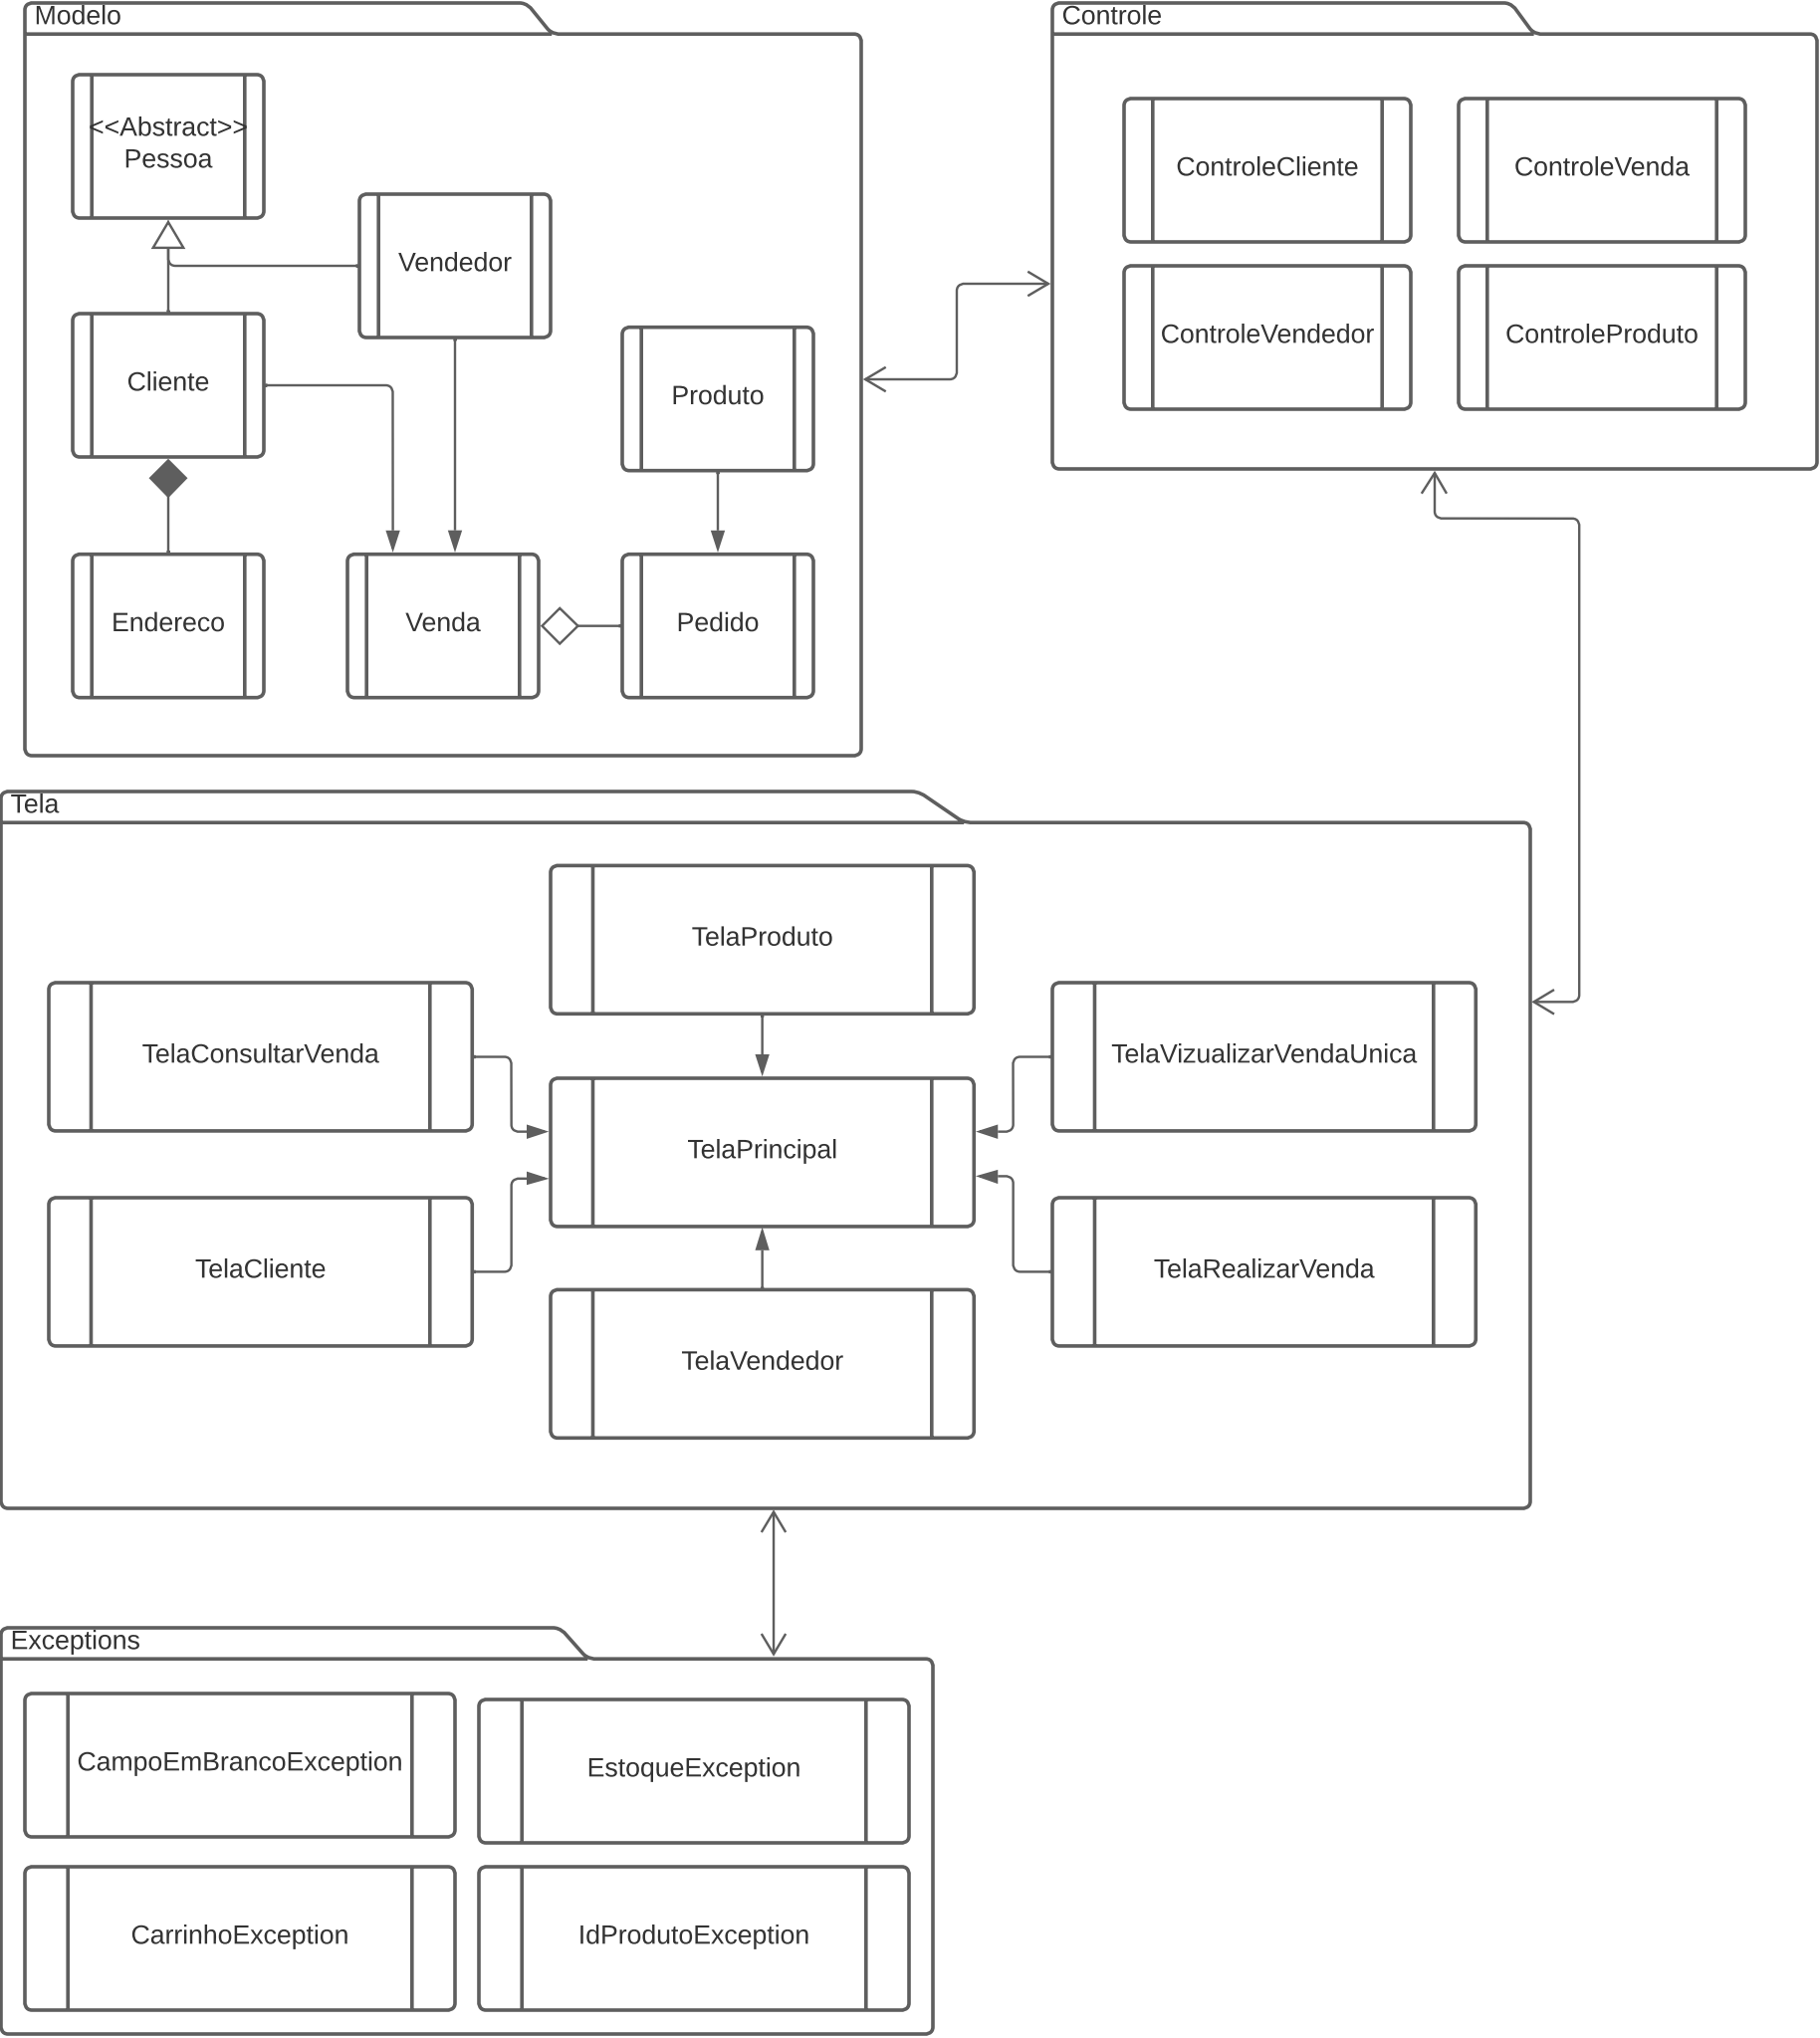 Modelo
<<Abstract>>
Pessoa
Vendedor
Cliente
Produto
Endereco
Venda
Pedido
Controle
ControleCliente
ControleVenda
ControleVendedor
ControleProduto
Tela
TelaProduto
TelaConsultarVenda
TelaVizualizarVendaUnica
TelaPrincipal
TelaCliente
TelaRealizarVenda
TelaVendedor
Exceptions
CampoEmBrancoException
EstoqueException
CarrinhoException
IdProdutoException